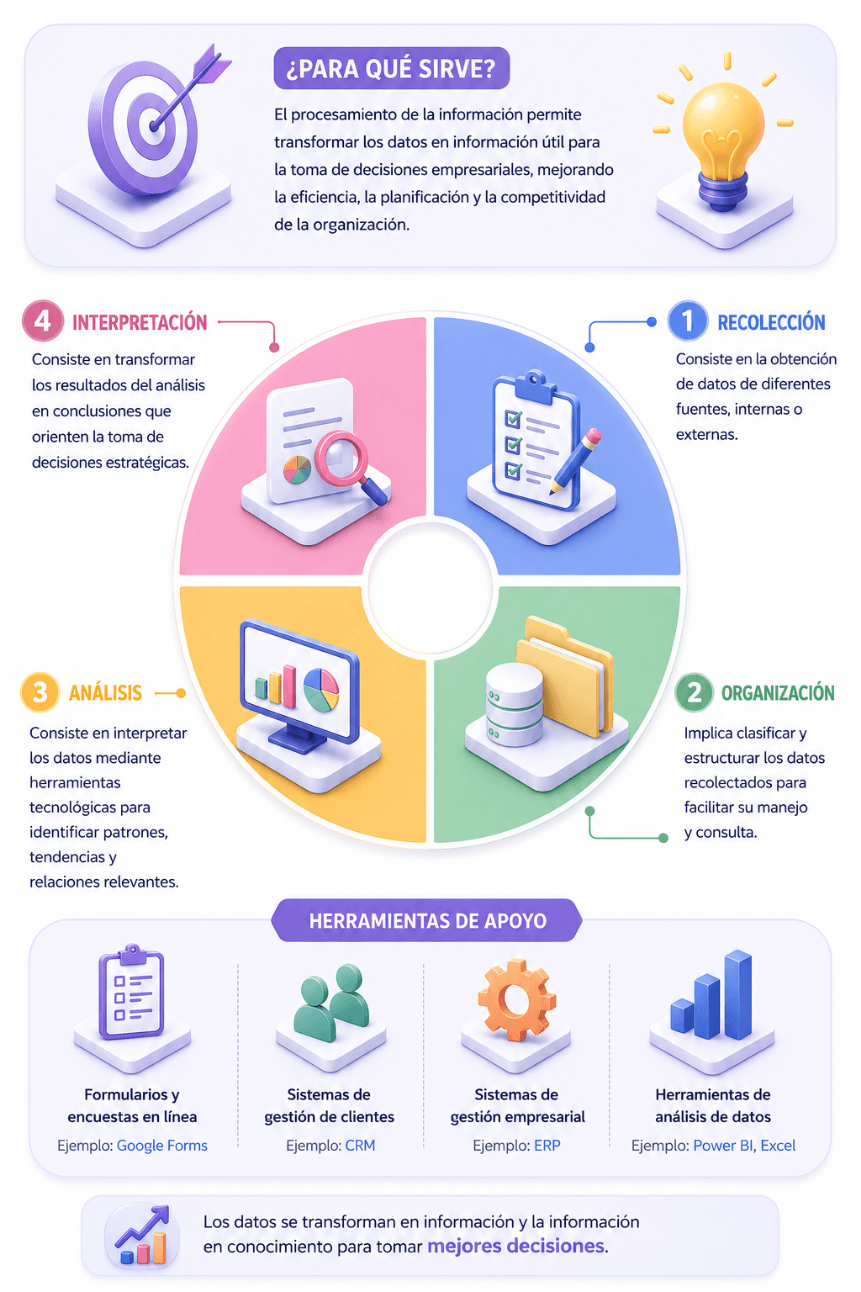 ¿PARA QUÉ SIRVE?
El procesamiento de la información permite
transformar los datos en información útil para
la toma de decisiones empresariales, mejorando
la eficiencia, la planificación y la competitividad
de la organización.
1 RECOLECCIÓN
Consiste en la obtención
de datos de diferentes
fuentes, internas o
externas.
2 ORGANIZACIÓN
Implica clasificar y
estructurar los datos
recolectados para
facilitar su manejo
y consulta.
3 ANÁLISIS
Consiste en interpretar
los datos mediante
herramientas
tecnológicas para
identificar patrones,
tendencias y
relaciones relevantes.
4 INTERPRETACIÓN
Consiste en transformar
los resultados del análisis
en conclusiones que
orienten la toma de
decisiones estratégicas.
HERRAMIENTAS DE APOYO
Formularios y
encuestas en línea
Ejemplo: Google Forms
Sistemas de
gestión de clientes
Ejemplo: CRM
Sistemas de
gestión empresarial
Ejemplo: ERP
Herramientas de
análisis de datos
Ejemplo: Power BI, Excel
Los datos se transforman en información y la información
en conocimiento para tomar mejores decisiones.